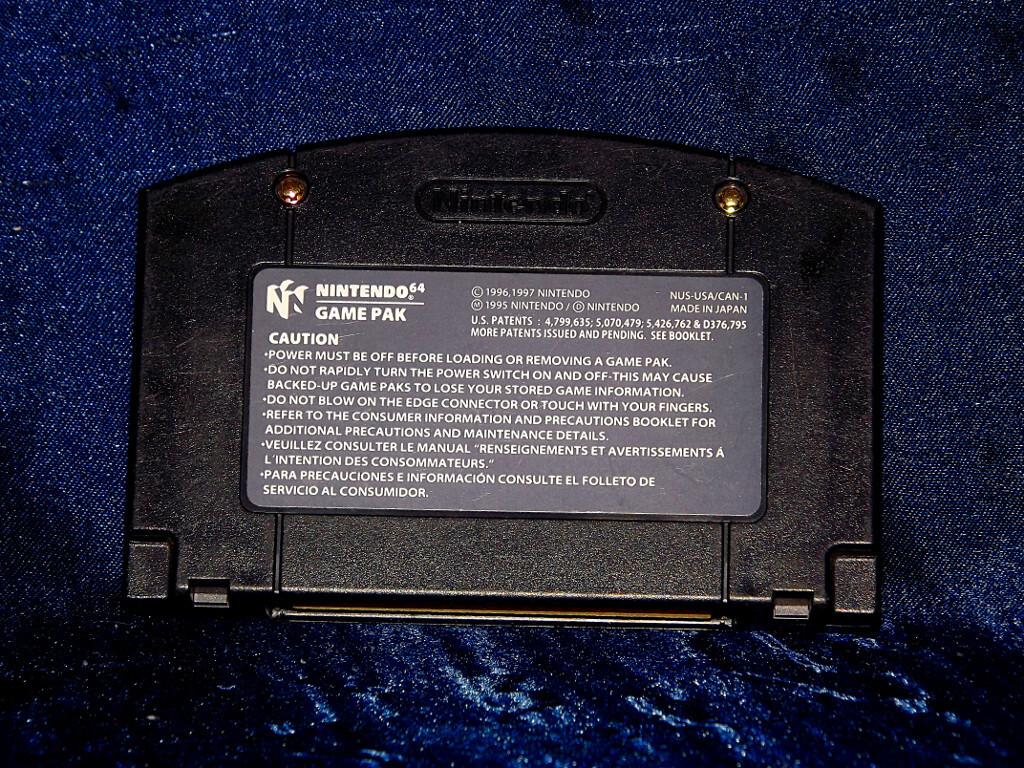 Nintendo
NINTENDO64®
GAME PAK
© 1996,1997 NINTENDO
Ⓜ 1995 NINTENDO / Ⓓ NINTENDO
NUS-USA/CAN-1
MADE IN JAPAN
U.S. PATENTS : 4,799,635; 5,070,479; 5,426,762 & D376,795
MORE PATENTS ISSUED AND PENDING. SEE BOOKLET.
CAUTION
•POWER MUST BE OFF BEFORE LOADING OR REMOVING A GAME PAK.
•DO NOT RAPIDLY TURN THE POWER SWITCH ON AND OFF-THIS MAY CAUSE
BACKED-UP GAME PAKS TO LOSE YOUR STORED GAME INFORMATION.
•DO NOT BLOW ON THE EDGE CONNECTOR OR TOUCH WITH YOUR FINGERS.
•REFER TO THE CONSUMER INFORMATION AND PRECAUTIONS BOOKLET FOR
ADDITIONAL PRECAUTIONS AND MAINTENANCE DETAILS.
•VEUILLEZ CONSULTER LE MANUAL "RENSEIGNEMENTS ET AVERTISSEMENTS Á
L'INTENTION DES CONSOMMATEURS."
•PARA PRECAUCIONES E INFORMACIÓN CONSULTE EL FOLLETO DE
SERVICIO AL CONSUMIDOR.